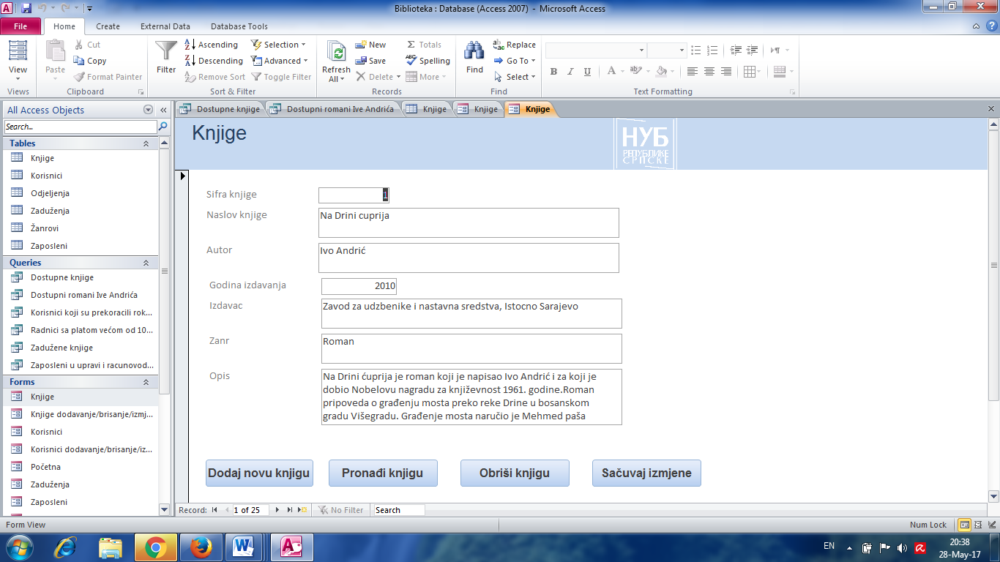 Biblioteka : Database (Access 2007) - Microsoft Access
File Home Create External Data Database Tools
View
Views
Paste
Cut
Copy
Format Painter
Clipboard
Filter
Ascending
Descending
Remove Sort
Selection
Advanced
Toggle Filter
Sort & Filter
Refresh
All
New
Save
Delete
Totals
Spelling
More
Records
Find
Replace
Go To
Select
Find
B I U A ab
Text Formatting
All Access Objects
Search...
Tables
Knjige
Korisnici
Odjeljenja
Zaduženja
Žanrovi
Zaposleni
Queries
Dostupne knjige
Dostupni romani Ive Andrića
Korisnici koji su prekoracili rok...
Radnici sa platom većom od 10...
Zadužene knjige
Zaposleni u upravi i racunovod...
Forms
Knjige
Knjige dodavanje/brisanje/izmj...
Korisnici
Korisnici dodavanje/brisanje/iz...
Početna
Zaduženja
Zaposleni
Dostupne knjige Dostupni romani Ive Andrića Knjige Knjige Knjige
Knjige
НУБ
РЕПУБЛИКЕ
СРПСКЕ
Sifra knjige 1
Naslov knjige Na Drini cuprija
Autor Ivo Andrić
Godina izdavanja 2010
Izdavac Zavod za udzbenike i nastavna sredstva, Istocno Sarajevo
Zanr Roman
Opis Na Drini ćuprija je roman koji je napisao Ivo Andrić i za koji je
dobio Nobelovu nagradu za književnost 1961. godine.Roman
pripoveda o građenju mosta preko reke Drine u bosanskom
gradu Višegradu. Građenje mosta naručio je Mehmed paša
Dodaj novu knjigu Pronađi knjigu Obriši knjigu Sačuvaj izmjene
Record: 1 of 25 No Filter Search
Form View Num Lock
EN 20:38
28-May-17